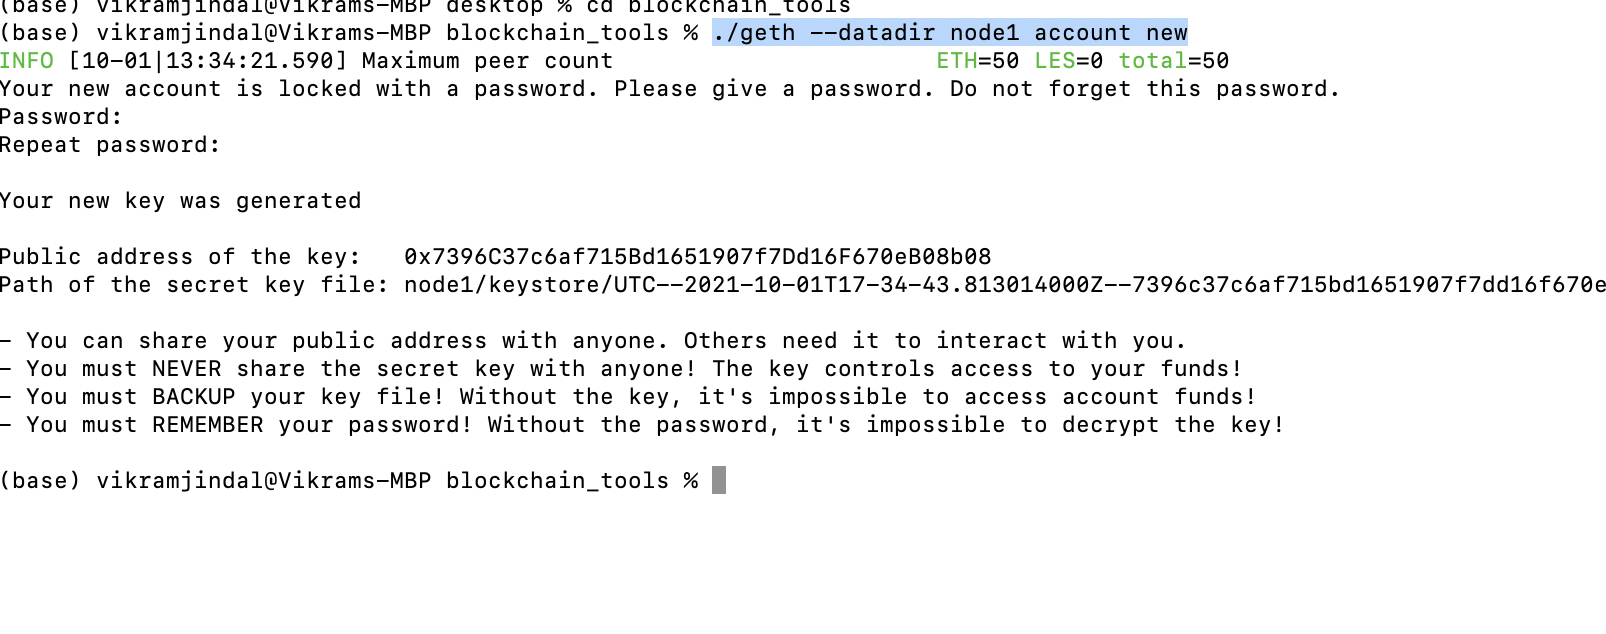 (base) vikramjindal@Vikrams-MBP desktop % cd blockchain_tools
(base) vikramjindal@Vikrams-MBP blockchain_tools % ./geth --datadir node1 account new
INFO [10-01|13:34:21.590] Maximum peer count                       ETH=50 LES=0 total=50
Your new account is locked with a password. Please give a password. Do not forget this password.
Password:
Repeat password:
Your new key was generated
Public address of the key:   0x7396C37c6af715Bd1651907f7Dd16F670eB08b08
Path of the secret key file: node1/keystore/UTC--2021-10-01T17-34-43.813014000Z--7396c37c6af715bd1651907f7dd16f670e
- You can share your public address with anyone. Others need it to interact with you.
- You must NEVER share the secret key with anyone! The key controls access to your funds!
- You must BACKUP your key file! Without the key, it's impossible to access account funds!
- You must REMEMBER your password! Without the password, it's impossible to decrypt the key!
(base) vikramjindal@Vikrams-MBP blockchain_tools %